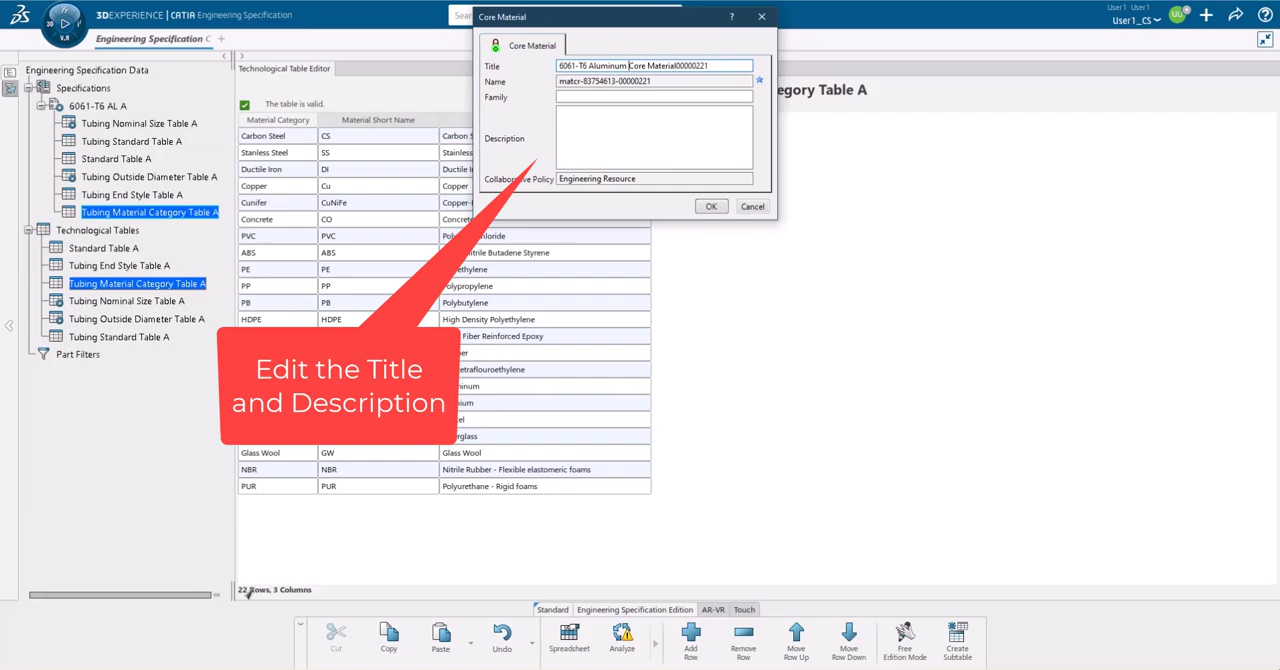 3DEXPERIENCE | CATIA Engineering Specification
Engineering Specification C
User1 User1
User1_CS
Core Material
Core Material
Title 6061-T6 Aluminum Core Material00000221
Name matcr-83754613-00000221
Family
Description
Collaborative Policy Engineering Resource
OK Cancel
Engineering Specification Data
Specifications
6061-T6 AL A
Tubing Nominal Size Table A
Tubing Standard Table A
Standard Table A
Tubing Outside Diameter Table A
Tubing End Style Table A
Tubing Material Category Table A
Technological Tables
Standard Table A
Tubing End Style Table A
Tubing Material Category Table A
Tubing Nominal Size Table A
Tubing Outside Diameter Table A
Tubing Standard Table A
Part Filters
Technological Table Editor
egory Table A
The table is valid.
Material Category Material Short Name
Carbon Steel CS Carbon S
Stanless Steel SS Stainles
Ductile Iron DI Ductile I
Copper Cu Copper
Cunifer CuNiFe Copper-
Concrete CO
PVC PVC
ABS ABS trile Butadene Styrene
PE PE
PP PP olypropylene
PB PB Polybutylene
HDPE HDPE High Density Polyethylene
Fiber Reinforced Epoxy
Glass Wool GW Glass Wool
NBR NBR Nitrile Rubber - Flexible elastomeric foams
PUR PUR Polyurethane - Rigid foams
Edit the Title
and Description
22 Rows, 3 Columns
Standard Engineering Specification Edition AR-VR Touch
Cut
Copy
Paste
Undo
Spreadsheet
Analyze
Add
Row
Remove
Row
Move
Row Up
Move
Row Down
Free
Edition Mode
Create
Subtable